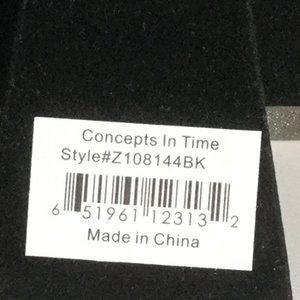 Concepts In Time
Style#Z108144BK
6 51961 12313 2
Made in China